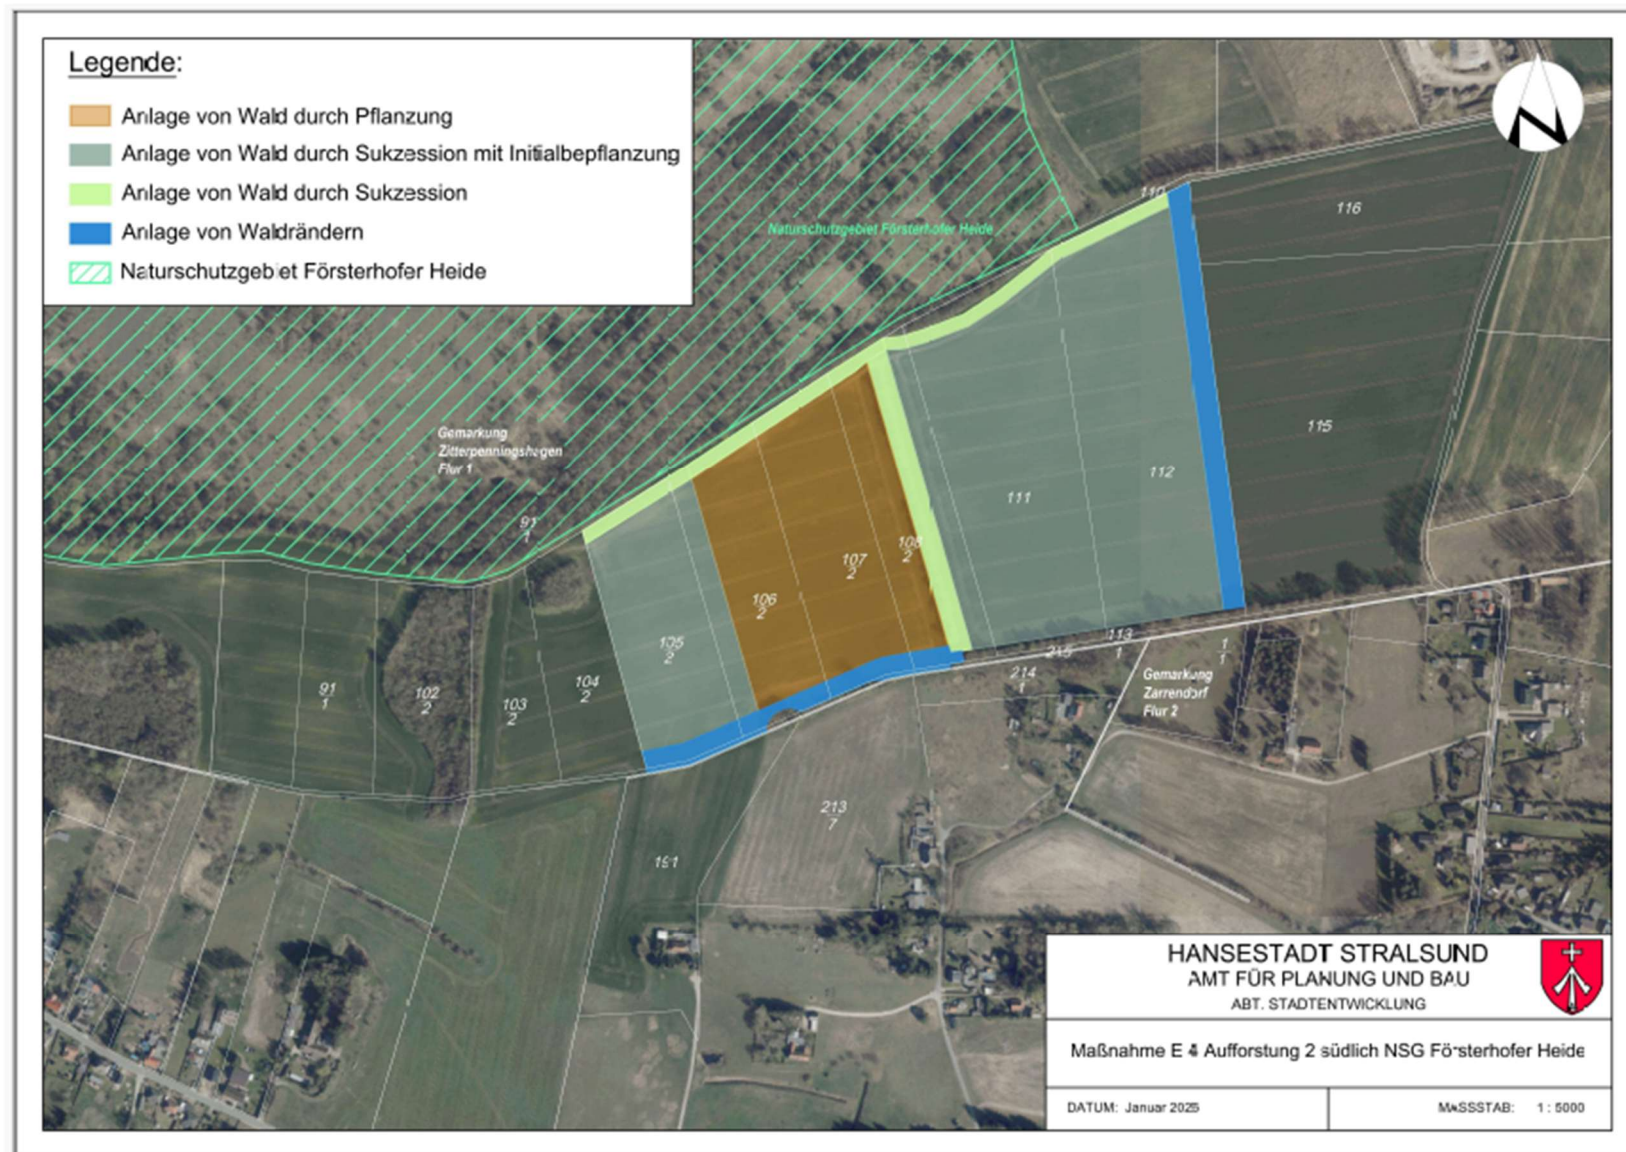 Legende:
Anlage von Wald durch Pflanzung
Anlage von Wald durch Sukzession mit Initialbepflanzung
Anlage von Wald durch Sukzession
Anlage von Waldrändern
Naturschutzgebiet Försterhofer Heide
N
110
116
Naturschutzgebiet Försterhofer Heide
115
Gemarkung
Zitterpenningshagen
Flur 1
112
111
91
1
108
2
107
2
106
2
105
2
113
1
215
1
1
214
1
Gemarkung
Zarrendorf
Flur 2
104
2
91
1
102
2
103
2
213
7
191
HANSESTADT STRALSUND
AMT FÜR PLANUNG UND BAU
ABT. STADTENTWICKLUNG
Maßnahme E 4 Aufforstung 2 südlich NSG Försterhofer Heide
DATUM: Januar 2025
MASSSTAB: 1 : 5000